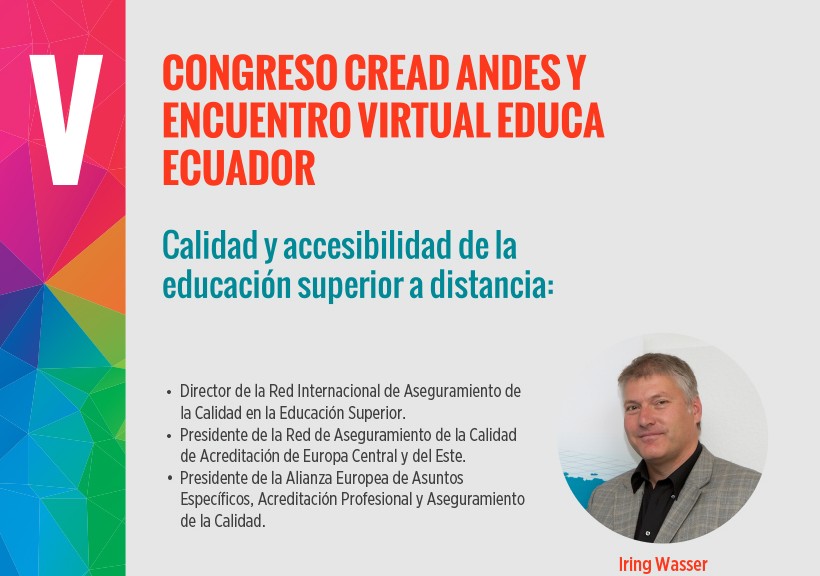 V
CONGRESO CREAD ANDES Y
ENCUENTRO VIRTUAL EDUCA
ECUADOR
Calidad y accesibilidad de la
educación superior a distancia:
• Director de la Red Internacional de Aseguramiento de
la Calidad en la Educación Superior.
• Presidente de la Red de Aseguramiento de la Calidad
de Acreditación de Europa Central y del Este.
• Presidente de la Alianza Europea de Asuntos
Específicos, Acreditación Profesional y Aseguramiento
de la Calidad.
Iring Wasser